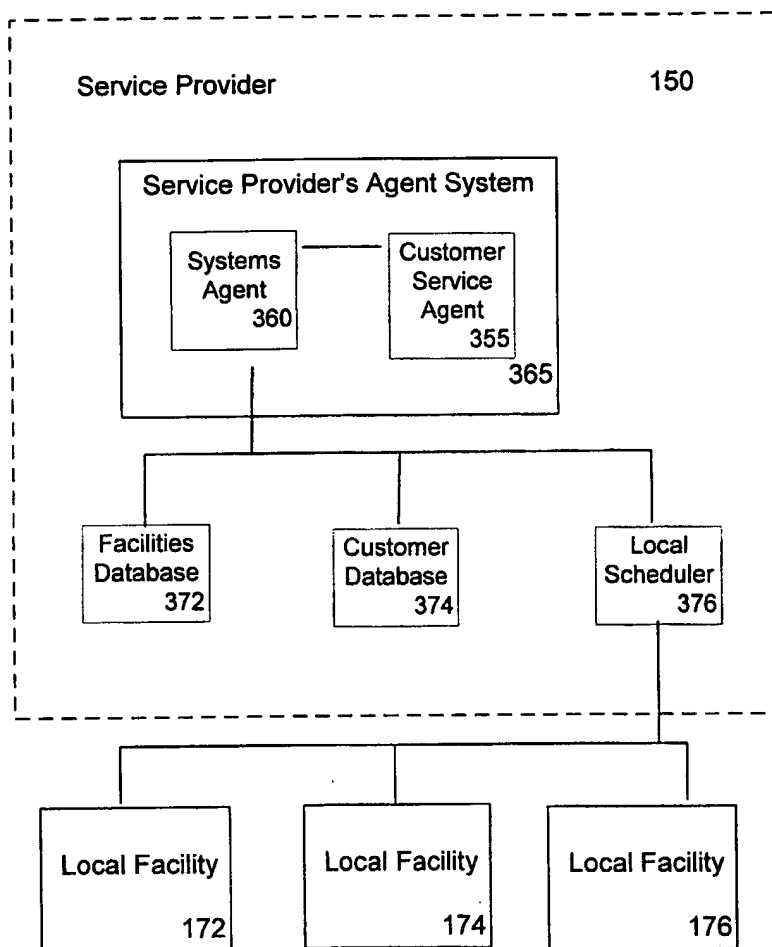 Service Provider 150
Service Provider's Agent System
Systems
Agent
360
Customer
Service
Agent
355
365
Facilities
Database
372
Customer
Database
374
Local
Scheduler
376
Local Facility
172
Local Facility
174
Local Facility
176